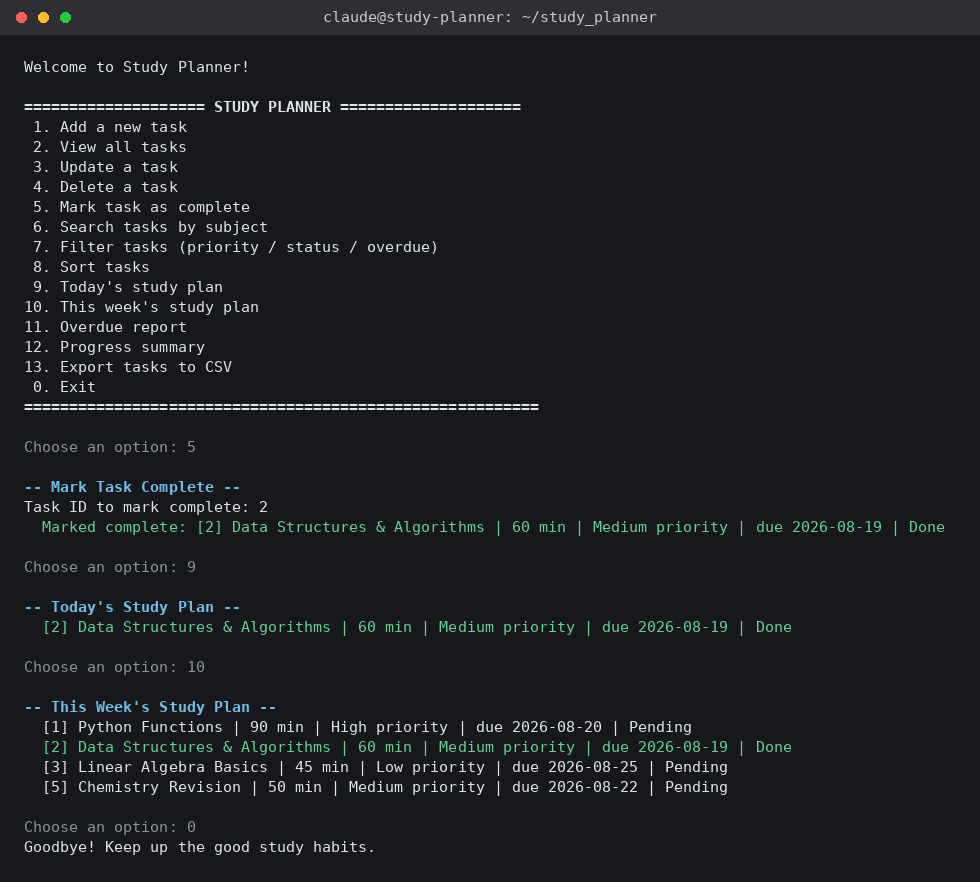 claude@study-planner: ~/study_planner
Welcome to Study Planner!
==================== STUDY PLANNER ====================
1. Add a new task
2. View all tasks
3. Update a task
4. Delete a task
5. Mark task as complete
6. Search tasks by subject
7. Filter tasks (priority / status / overdue)
8. Sort tasks
9. Today's study plan
10. This week's study plan
11. Overdue report
12. Progress summary
13. Export tasks to CSV
0. Exit
=========================================================
Choose an option: 5
-- Mark Task Complete --
Task ID to mark complete: 2
Marked complete: [2] Data Structures & Algorithms | 60 min | Medium priority | due 2026-08-19 | Done
Choose an option: 9
-- Today's Study Plan --
[2] Data Structures & Algorithms | 60 min | Medium priority | due 2026-08-19 | Done
Choose an option: 10
-- This Week's Study Plan --
[1] Python Functions | 90 min | High priority | due 2026-08-20 | Pending
[2] Data Structures & Algorithms | 60 min | Medium priority | due 2026-08-19 | Done
[3] Linear Algebra Basics | 45 min | Low priority | due 2026-08-25 | Pending
[5] Chemistry Revision | 50 min | Medium priority | due 2026-08-22 | Pending
Choose an option: 0
Goodbye! Keep up the good study habits.